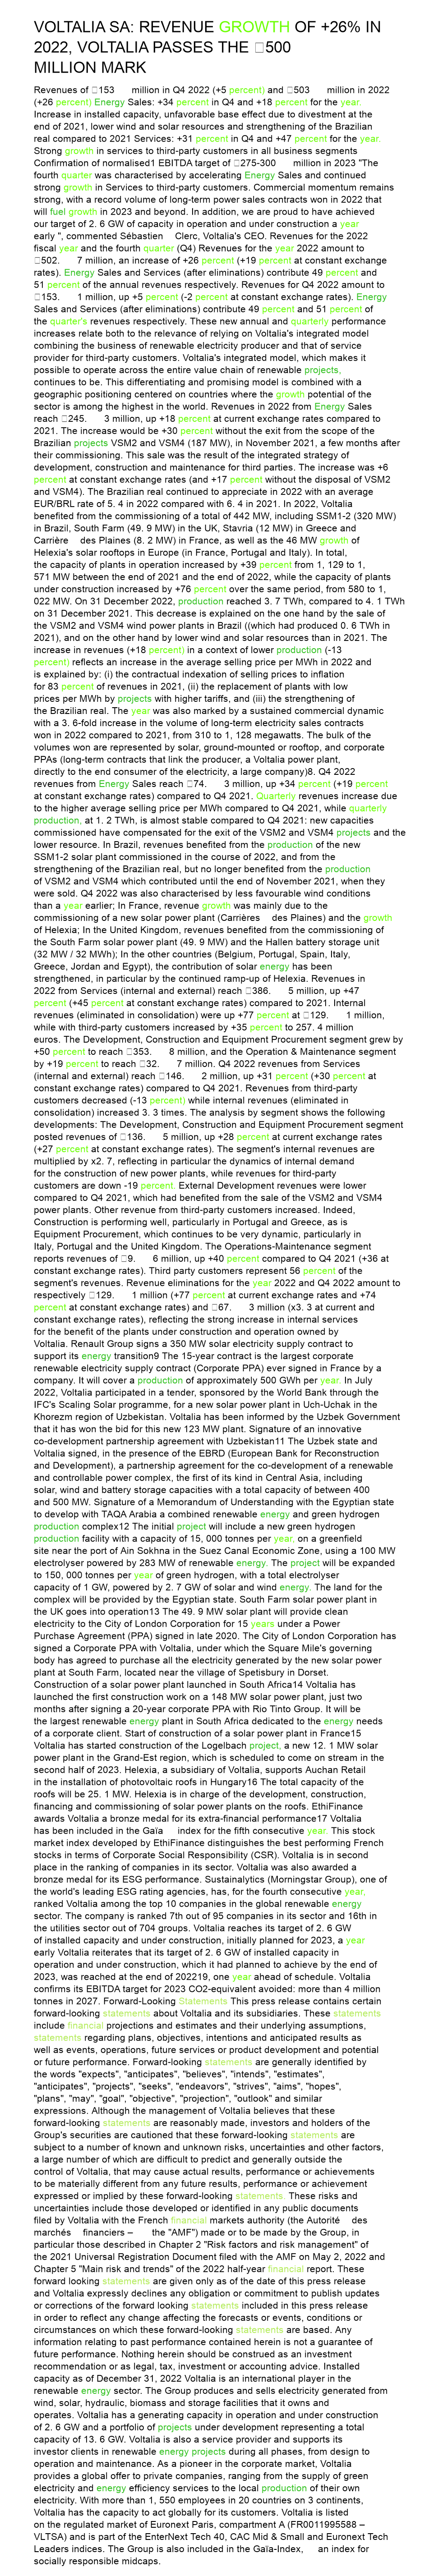 VOLTALIA SA: REVENUE GROWTH OF +26% IN
2022, VOLTALIA PASSES THE □500
MILLION MARK
Revenues of □153 million in Q4 2022 (+5 percent) and □503 million in 2022
(+26 percent) Energy Sales: +34 percent in Q4 and +18 percent for the year.
Increase in installed capacity, unfavorable base effect due to divestment at the
end of 2021, lower wind and solar resources and strengthening of the Brazilian
real compared to 2021 Services: +31 percent in Q4 and +47 percent for the year.
Strong growth in services to third-party customers in all business segments
Confirmation of normalised1 EBITDA target of □275-300 million in 2023 "The
fourth quarter was characterised by accelerating Energy Sales and continued
strong growth in Services to third-party customers. Commercial momentum remains
strong, with a record volume of long-term power sales contracts won in 2022 that
will fuel growth in 2023 and beyond. In addition, we are proud to have achieved
our target of 2. 6 GW of capacity in operation and under construction a year
early ", commented Sébastien Clerc, Voltalia's CEO. Revenues for the 2022
fiscal year and the fourth quarter (Q4) Revenues for the year 2022 amount to
□502. 7 million, an increase of +26 percent (+19 percent at constant exchange
rates). Energy Sales and Services (after eliminations) contribute 49 percent and
51 percent of the annual revenues respectively. Revenues for Q4 2022 amount to
□153. 1 million, up +5 percent (-2 percent at constant exchange rates). Energy
Sales and Services (after eliminations) contribute 49 percent and 51 percent of
the quarter's revenues respectively. These new annual and quarterly performance
increases relate both to the relevance of relying on Voltalia's integrated model
combining the business of renewable electricity producer and that of service
provider for third-party customers. Voltalia's integrated model, which makes it
possible to operate across the entire value chain of renewable projects,
continues to be. This differentiating and promising model is combined with a
geographic positioning centered on countries where the growth potential of the
sector is among the highest in the world. Revenues in 2022 from Energy Sales
reach □245. 3 million, up +18 percent at current exchange rates compared to
2021. The increase would be +30 percent without the exit from the scope of the
Brazilian projects VSM2 and VSM4 (187 MW), in November 2021, a few months after
their commissioning. This sale was the result of the integrated strategy of
development, construction and maintenance for third parties. The increase was +6
percent at constant exchange rates (and +17 percent without the disposal of VSM2
and VSM4). The Brazilian real continued to appreciate in 2022 with an average
EUR/BRL rate of 5. 4 in 2022 compared with 6. 4 in 2021. In 2022, Voltalia
benefited from the commissioning of a total of 442 MW, including SSM1-2 (320 MW)
in Brazil, South Farm (49. 9 MW) in the UK, Stavria (12 MW) in Greece and
Carrière des Plaines (8. 2 MW) in France, as well as the 46 MW growth of
Helexia's solar rooftops in Europe (in France, Portugal and Italy). In total,
the capacity of plants in operation increased by +39 percent from 1, 129 to 1,
571 MW between the end of 2021 and the end of 2022, while the capacity of plants
under construction increased by +76 percent over the same period, from 580 to 1,
022 MW. On 31 December 2022, production reached 3. 7 TWh, compared to 4. 1 TWh
on 31 December 2021. This decrease is explained on the one hand by the sale of
the VSM2 and VSM4 wind power plants in Brazil ((which had produced 0. 6 TWh in
2021), and on the other hand by lower wind and solar resources than in 2021. The
increase in revenues (+18 percent) in a context of lower production (-13
percent) reflects an increase in the average selling price per MWh in 2022 and
is explained by: (i) the contractual indexation of selling prices to inflation
for 83 percent of revenues in 2021, (ii) the replacement of plants with low
prices per MWh by projects with higher tariffs, and (iii) the strengthening of
the Brazilian real. The year was also marked by a sustained commercial dynamic
with a 3. 6-fold increase in the volume of long-term electricity sales contracts
won in 2022 compared to 2021, from 310 to 1, 128 megawatts. The bulk of the
volumes won are represented by solar, ground-mounted or rooftop, and corporate
PPAs (long-term contracts that link the producer, a Voltalia power plant,
directly to the end consumer of the electricity, a large company)8. Q4 2022
revenues from Energy Sales reach □74. 3 million, up +34 percent (+19 percent
at constant exchange rates) compared to Q4 2021. Quarterly revenues increase due
to the higher average selling price per MWh compared to Q4 2021, while quarterly
production, at 1. 2 TWh, is almost stable compared to Q4 2021: new capacities
commissioned have compensated for the exit of the VSM2 and VSM4 projects and the
lower resource. In Brazil, revenues benefited from the production of the new
SSM1-2 solar plant commissioned in the course of 2022, and from the
strengthening of the Brazilian real, but no longer benefited from the production
of VSM2 and VSM4 which contributed until the end of November 2021, when they
were sold. Q4 2022 was also characterised by less favourable wind conditions
than a year earlier; In France, revenue growth was mainly due to the
commissioning of a new solar power plant (Carrières des Plaines) and the growth
of Helexia; In the United Kingdom, revenues benefited from the commissioning of
the South Farm solar power plant (49. 9 MW) and the Hallen battery storage unit
(32 MW / 32 MWh); In the other countries (Belgium, Portugal, Spain, Italy,
Greece, Jordan and Egypt), the contribution of solar energy has been
strengthened, in particular by the continued ramp-up of Helexia. Revenues in
2022 from Services (internal and external) reach □386. 5 million, up +47
percent (+45 percent at constant exchange rates) compared to 2021. Internal
revenues (eliminated in consolidation) were up +77 percent at □129. 1 million,
while with third-party customers increased by +35 percent to 257. 4 million
euros. The Development, Construction and Equipment Procurement segment grew by
+50 percent to reach □353. 8 million, and the Operation & Maintenance segment
by +19 percent to reach □32. 7 million. Q4 2022 revenues from Services
(internal and external) reach □146. 2 million, up +31 percent (+30 percent at
constant exchange rates) compared to Q4 2021. Revenues from third-party
customers decreased (-13 percent) while internal revenues (eliminated in
consolidation) increased 3. 3 times. The analysis by segment shows the following
developments: The Development, Construction and Equipment Procurement segment
posted revenues of □136. 5 million, up +28 percent at current exchange rates
(+27 percent at constant exchange rates). The segment's internal revenues are
multiplied by x2. 7, reflecting in particular the dynamics of internal demand
for the construction of new power plants, while revenues for third-party
customers are down -19 percent, External Development revenues were lower
compared to Q4 2021, which had benefited from the sale of the VSM2 and VSM4
power plants. Other revenue from third-party customers increased. Indeed,
Construction is performing well, particularly in Portugal and Greece, as is
Equipment Procurement, which continues to be very dynamic, particularly in
Italy, Portugal and the United Kingdom. The Operations-Maintenance segment
reports revenues of □9. 6 million, up +40 percent compared to Q4 2021 (+36 at
constant exchange rates). Third party customers represent 56 percent of the
segment's revenues. Revenue eliminations for the year 2022 and Q4 2022 amount to
respectively □129. 1 million (+77 percent at current exchange rates and +74
percent at constant exchange rates) and □67. 3 million (x3. 3 at current and
constant exchange rates), reflecting the strong increase in internal services
for the benefit of the plants under construction and operation owned by
Voltalia. Renault Group signs a 350 MW solar electricity supply contract to
support its energy transition9 The 15-year contract is the largest corporate
renewable electricity supply contract (Corporate PPA) ever signed in France by a
company. It will cover a production of approximately 500 GWh per year. In July
2022, Voltalia participated in a tender, sponsored by the World Bank through the
IFC's Scaling Solar programme, for a new solar power plant in Uch-Uchak in the
Khorezm region of Uzbekistan. Voltalia has been informed by the Uzbek Government
that it has won the bid for this new 123 MW plant. Signature of an innovative
co-development partnership agreement with Uzbekistan11 The Uzbek state and
Voltalia signed, in the presence of the EBRD (European Bank for Reconstruction
and Development), a partnership agreement for the co-development of a renewable
and controllable power complex, the first of its kind in Central Asia, including
solar, wind and battery storage capacities with a total capacity of between 400
and 500 MW. Signature of a Memorandum of Understanding with the Egyptian state
to develop with TAQA Arabia a combined renewable energy and green hydrogen
production complex12 The initial project will include a new green hydrogen
production facility with a capacity of 15, 000 tonnes per year, on a greenfield
site near the port of Ain Sokhna in the Suez Canal Economic Zone, using a 100 MW
electrolyser powered by 283 MW of renewable energy. The project will be expanded
to 150, 000 tonnes per year of green hydrogen, with a total electrolyser
capacity of 1 GW, powered by 2. 7 GW of solar and wind energy. The land for the
complex will be provided by the Egyptian state. South Farm solar power plant in
the UK goes into operation13 The 49. 9 MW solar plant will provide clean
electricity to the City of London Corporation for 15 years under a Power
Purchase Agreement (PPA) signed in late 2020. The City of London Corporation has
signed a Corporate PPA with Voltalia, under which the Square Mile's governing
body has agreed to purchase all the electricity generated by the new solar power
plant at South Farm, located near the village of Spetisbury in Dorset.
Construction of a solar power plant launched in South Africa14 Voltalia has
launched the first construction work on a 148 MW solar power plant, just two
months after signing a 20-year corporate PPA with Rio Tinto Group. It will be
the largest renewable energy plant in South Africa dedicated to the energy needs
of a corporate client. Start of construction of a solar power plant in France15
Voltalia has started construction of the Logelbach project, a new 12. 1 MW solar
power plant in the Grand-Est region, which is scheduled to come on stream in the
second half of 2023. Helexia, a subsidiary of Voltalia, supports Auchan Retail
in the installation of photovoltaic roofs in Hungary16 The total capacity of the
roofs will be 25. 1 MW. Helexia is in charge of the development, construction,
financing and commissioning of solar power plants on the roofs. EthiFinance
awards Voltalia a bronze medal for its extra-financial performance17 Voltalia
has been included in the Gaïa index for the fifth consecutive year. This stock
market index developed by EthiFinance distinguishes the best performing French
stocks in terms of Corporate Social Responsibility (CSR). Voltalia is in second
place in the ranking of companies in its sector. Voltalia was also awarded a
bronze medal for its ESG performance. Sustainalytics (Morningstar Group), one of
the world's leading ESG rating agencies, has, for the fourth consecutive year,
ranked Voltalia among the top 10 companies in the global renewable energy
sector. The company is ranked 7th out of 95 companies in its sector and 16th in
the utilities sector out of 704 groups. Voltalia reaches its target of 2. 6 GW
of installed capacity and under construction, initially planned for 2023, a year
early Voltalia reiterates that its target of 2. 6 GW of installed capacity in
operation and under construction, which it had planned to achieve by the end of
2023, was reached at the end of 202219, one year ahead of schedule. Voltalia
confirms its EBITDA target for 2023 CO2-equivalent avoided: more than 4 million
tonnes in 2027. Forward-Looking Statements This press release contains certain
forward-looking statements about Voltalia and its subsidiaries. These statements
include financial projections and estimates and their underlying assumptions,
statements regarding plans, objectives, intentions and anticipated results as
well as events, operations, future services or product development and potential
or future performance. Forward-looking statements are generally identified by
the words "expects", "anticipates", "believes", "intends", "estimates",
"anticipates", "projects", "seeks", "endeavors", "strives", "aims", "hopes",
"plans", "may", "goal", "objective", "projection", "outlook" and similar
expressions. Although the management of Voltalia believes that these
forward-looking statements are reasonably made, investors and holders of the
Group's securities are cautioned that these forward-looking statements are
subject to a number of known and unknown risks, uncertainties and other factors,
a large number of which are difficult to predict and generally outside the
control of Voltalia, that may cause actual results, performance or achievements
to be materially different from any future results, performance or achievement
expressed or implied by these forward-looking statements. These risks and
uncertainties include those developed or identified in any public documents
filed by Voltalia with the French financial markets authority (the Autorité des
marchés financiers – the "AMF") made or to be made by the Group, in
particular those described in Chapter 2 "Risk factors and risk management" of
the 2021 Universal Registration Document filed with the AMF on May 2, 2022 and
Chapter 5 "Main risk and trends" of the 2022 half-year financial report. These
forward looking statements are given only as of the date of this press release
and Voltalia expressly declines any obligation or commitment to publish updates
or corrections of the forward looking statements included in this press release
in order to reflect any change affecting the forecasts or events, conditions or
circumstances on which these forward-looking statements are based. Any
information relating to past performance contained herein is not a guarantee of
future performance. Nothing herein should be construed as an investment
recommendation or as legal, tax, investment or accounting advice. Installed
capacity as of December 31, 2022 Voltalia is an international player in the
renewable energy sector. The Group produces and sells electricity generated from
wind, solar, hydraulic, biomass and storage facilities that it owns and
operates. Voltalia has a generating capacity in operation and under construction
of 2. 6 GW and a portfolio of projects under development representing a total
capacity of 13. 6 GW. Voltalia is also a service provider and supports its
investor clients in renewable energy projects during all phases, from design to
operation and maintenance. As a pioneer in the corporate market, Voltalia
provides a global offer to private companies, ranging from the supply of green
electricity and energy efficiency services to the local production of their own
electricity. With more than 1, 550 employees in 20 countries on 3 continents,
Voltalia has the capacity to act globally for its customers. Voltalia is listed
on the regulated market of Euronext Paris, compartment A (FR0011995588 –
VLTSA) and is part of the EnterNext Tech 40, CAC Mid & Small and Euronext Tech
Leaders indices. The Group is also included in the Gaïa-Index, an index for
socially responsible midcaps.